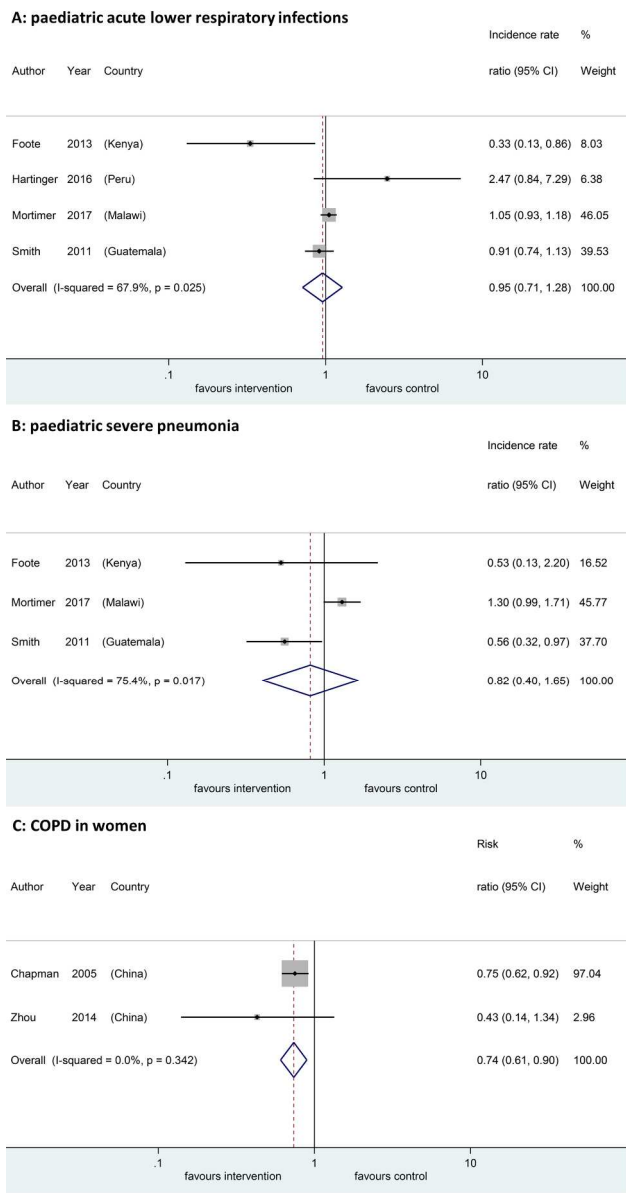 A: paediatric acute lower respiratory infections
Incidence rate %
Author Year Country ratio (95% CI) Weight
Foote 2013 (Kenya) 0.33 (0.13, 0.86) 8.03
Hartinger 2016 (Peru) 2.47 (0.84, 7.29) 6.38
Mortimer 2017 (Malawi) 1.05 (0.93, 1.18) 46.05
Smith 2011 (Guatemala) 0.91 (0.74, 1.13) 39.53
Overall (I-squared = 67.9%, p = 0.025) 0.95 (0.71, 1.28) 100.00
.1 1 10
favours intervention favours control
B: paediatric severe pneumonia
Incidence rate %
Author Year Country ratio (95% CI) Weight
Foote 2013 (Kenya) 0.53 (0.13, 2.20) 16.52
Mortimer 2017 (Malawi) 1.30 (0.99, 1.71) 45.77
Smith 2011 (Guatemala) 0.56 (0.32, 0.97) 37.70
Overall (I-squared = 75.4%, p = 0.017) 0.82 (0.40, 1.65) 100.00
.1 1 10
favours intervention favours control
C: COPD in women
Risk %
Author Year Country ratio (95% CI) Weight
Chapman 2005 (China) 0.75 (0.62, 0.92) 97.04
Zhou 2014 (China) 0.43 (0.14, 1.34) 2.96
Overall (I-squared = 0.0%, p = 0.342) 0.74 (0.61, 0.90) 100.00
.1 1 10
favours intervention favours control